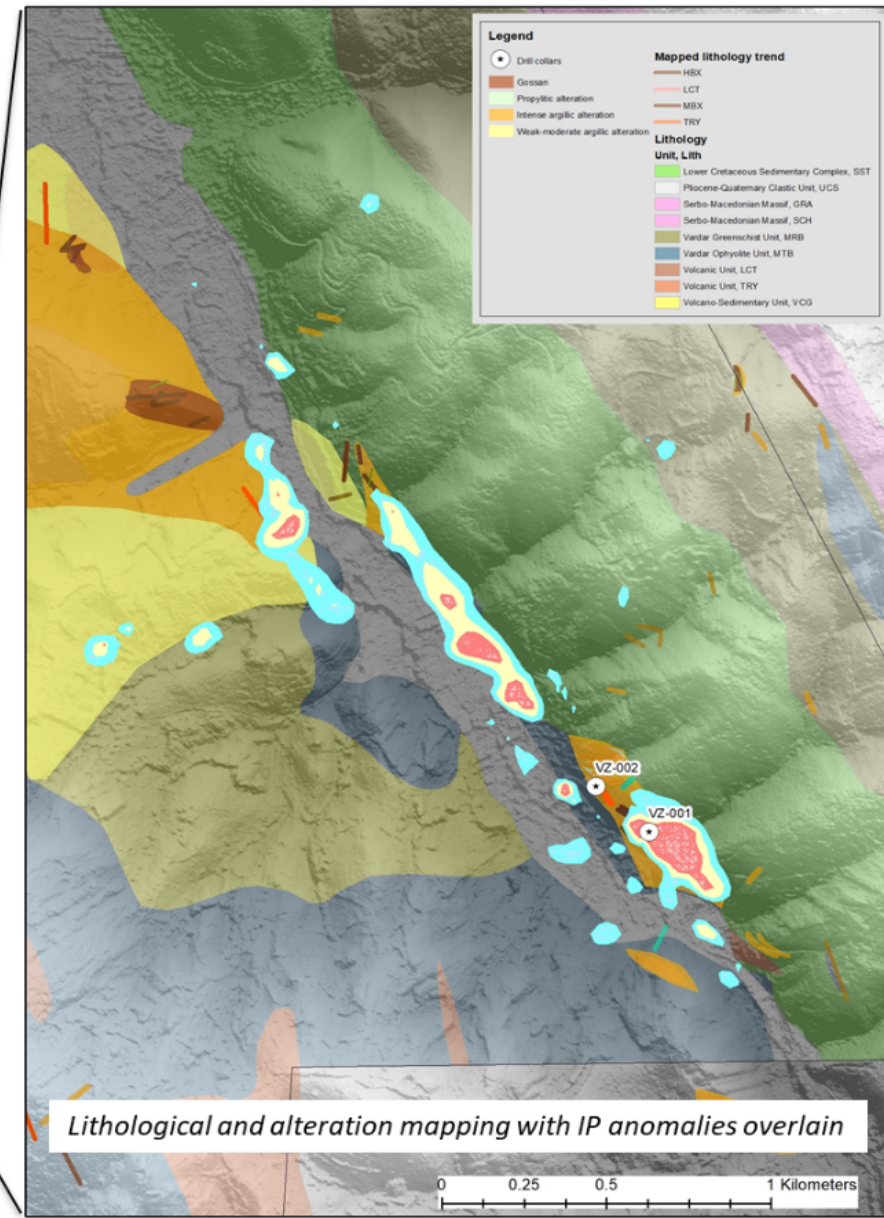 Legend
Drill collars
Gossan
Propylitic alteration
Intense argillic alteration
Weak-moderate argillic alteration
Mapped lithology trend
HBX
LCT
MBX
TRY
Lithology
Unit, Lith
Lower Cretaceous Sedimentary Complex, SST
Pliocene-Quaternary Clastic Unit, UCS
Serbo-Macedonian Massif, GRA
Serbo-Macedonian Massif, SCH
Vardar Greenschist Unit, MRB
Vardar Ophyolite Unit, MTB
Volcanic Unit, LCT
Volcanic Unit, TRY
Volcano-Sedimentary Unit, VCG
VZ-002
VZ-001
Lithological and alteration mapping with IP anomalies overlain
0 0.25 0.5 1 Kilometers